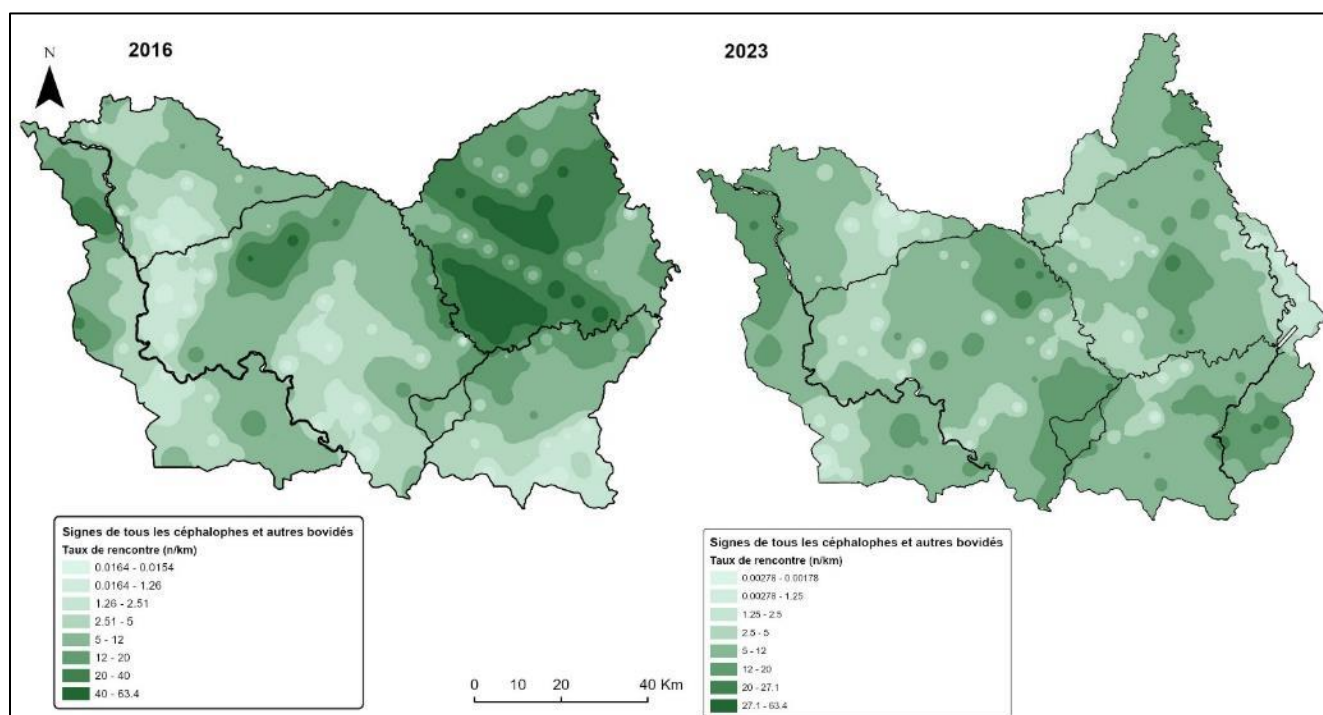 2016
N
2023
Signes de tous les céphalophes et autres bovidés
Taux de rencontre (n/km)
0.0164 - 0.0154
0.0164 - 1.26
1.26 - 2.51
2.51 - 5
5 - 12
12 - 20
20 - 40
40 - 63.4
0 10 20 40 Km
Signes de tous les céphalophes et autres bovidés
Taux de rencontre (n/km)
0.00278 - 0.00178
0.00278 - 1.25
1.25 - 2.5
2.5 - 5
5 - 12
12 - 20
20 - 27.1
27.1 - 63.4